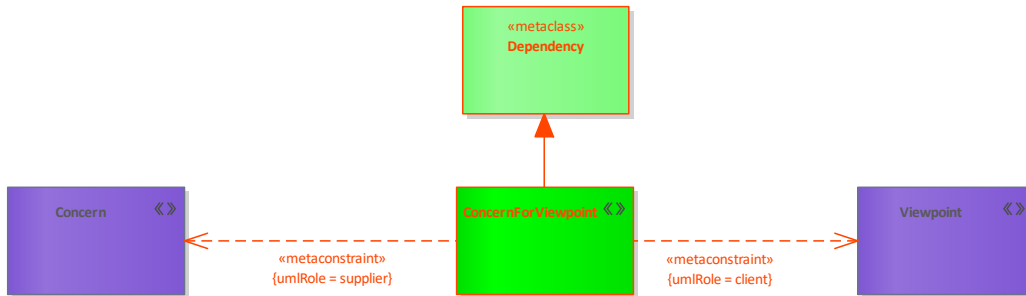 «metaclass»
Dependency
Concern «»
ConcernForViewpoint «»
Viewpoint «»
«metaconstraint»
{umlRole = supplier}
«metaconstraint»
{umlRole = client}